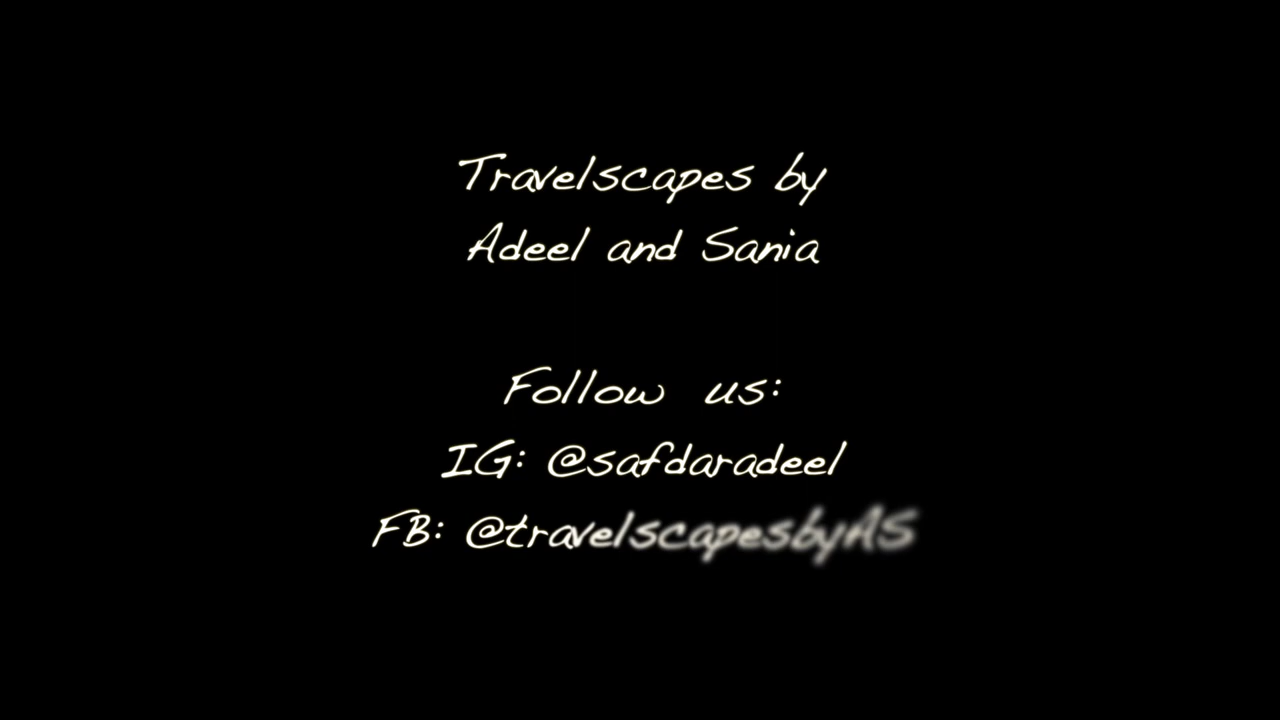 Travelscapes by
Adeel and Sania
Follow us:
IG: @safdaradeel
FB: @travelscapesbyAS